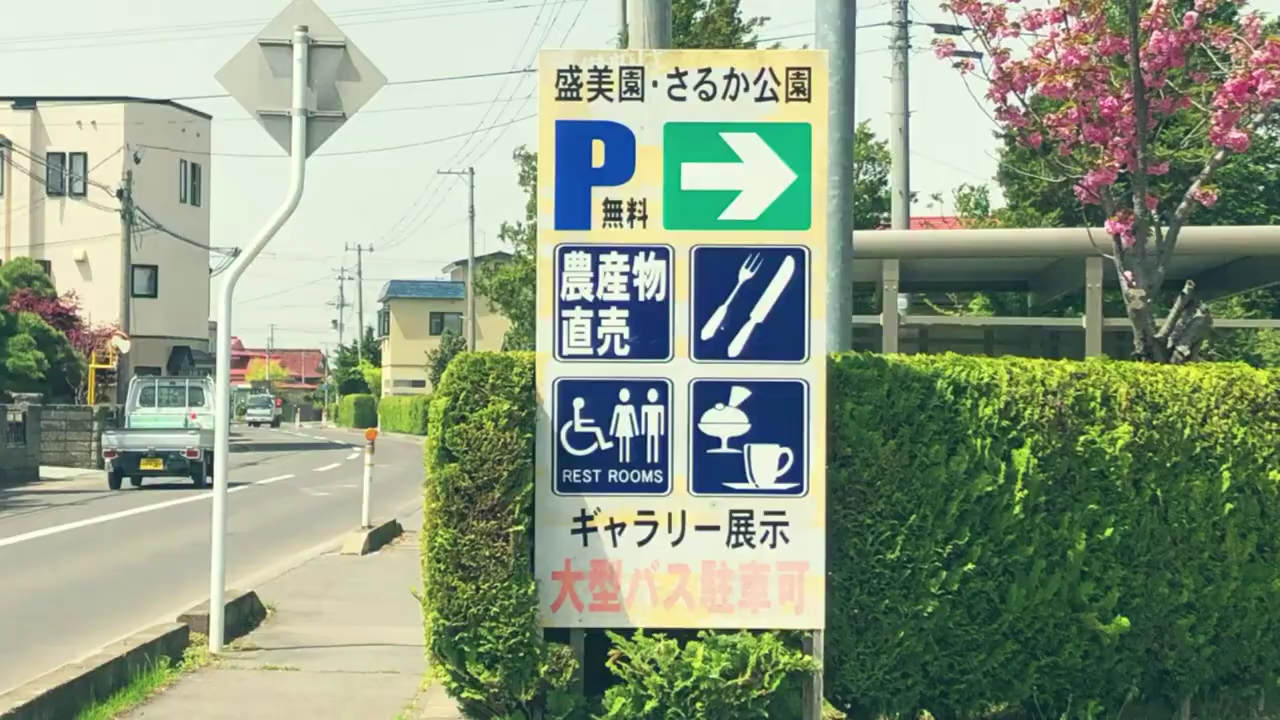 盛美園・さるか公園
P
無料
農産物
直売
REST ROOMS
ギャラリー展示
大型バス駐車可